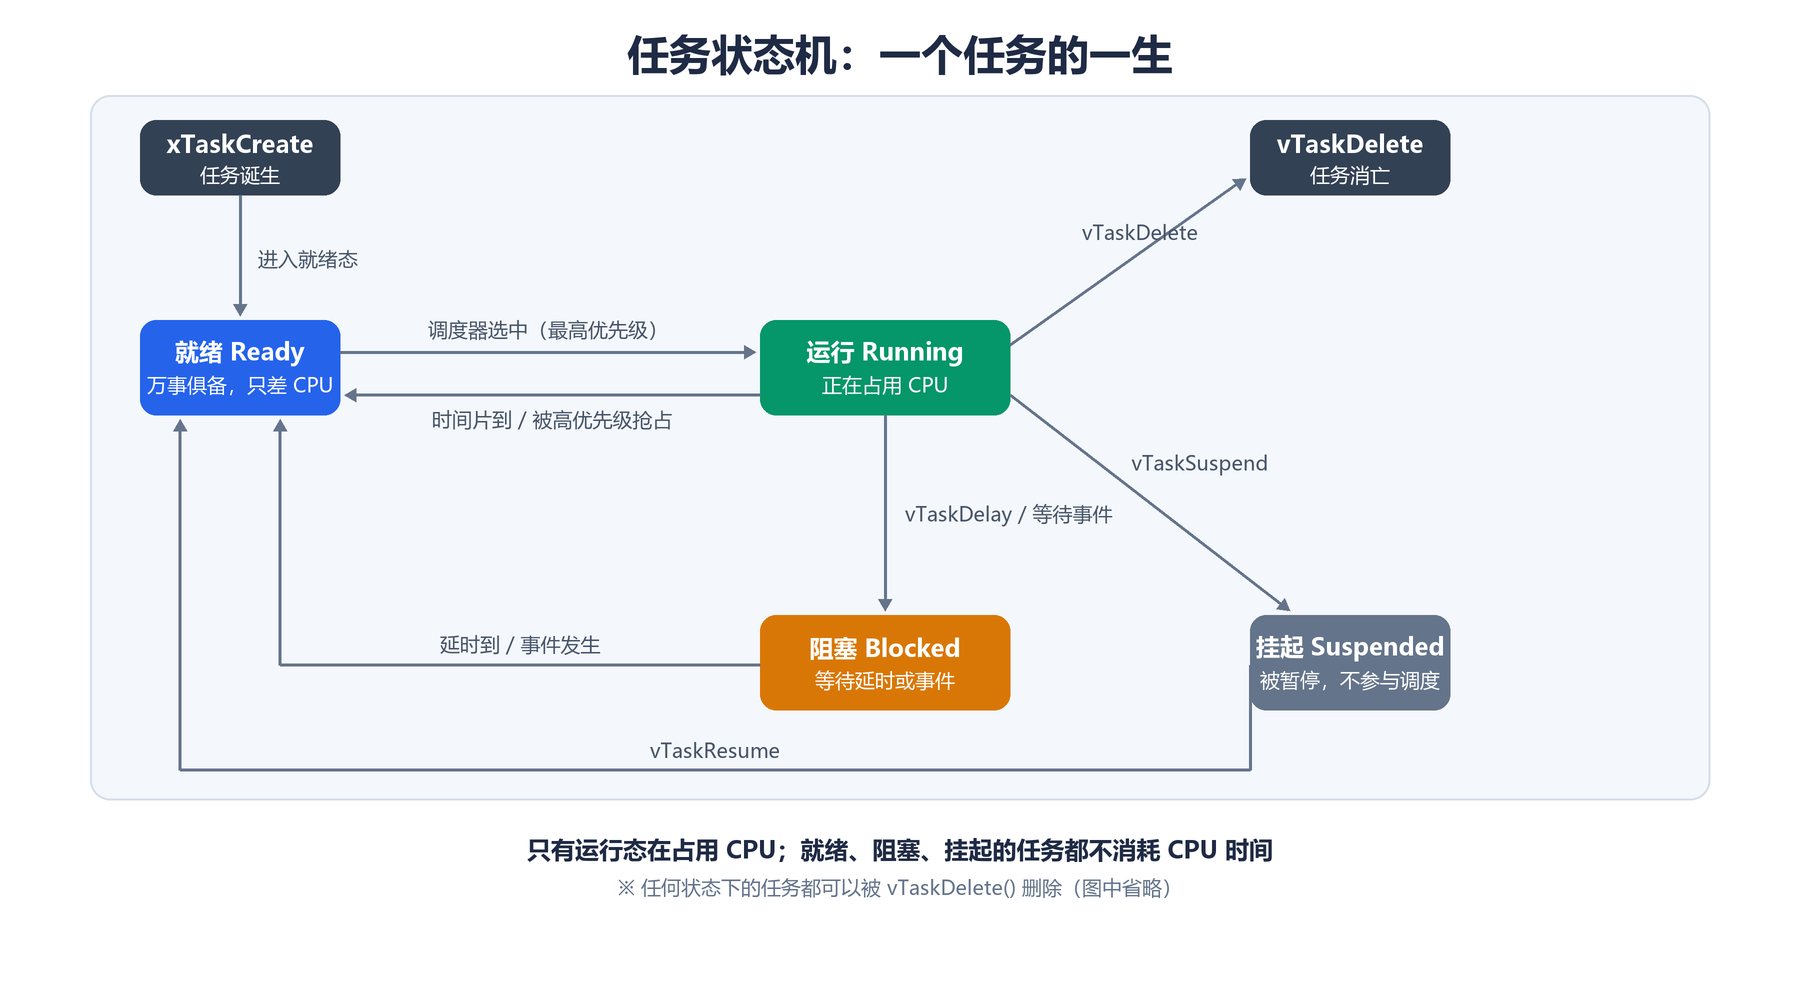 任务状态机：一个任务的一生
xTaskCreate
任务诞生
vTaskDelete
任务消亡
vTaskDelete
进入就绪态
调度器选中（最高优先级）
就绪 Ready
万事俱备，只差 CPU
运行 Running
正在占用 CPU
时间片到 / 被高优先级抢占
vTaskSuspend
vTaskDelay / 等待事件
延时到 / 事件发生
阻塞 Blocked
等待延时或事件
挂起 Suspended
被暂停，不参与调度
vTaskResume
只有运行态在占用 CPU；就绪、阻塞、挂起的任务都不消耗 CPU 时间
※ 任何状态下的任务都可以被 vTaskDelete() 删除（图中省略）